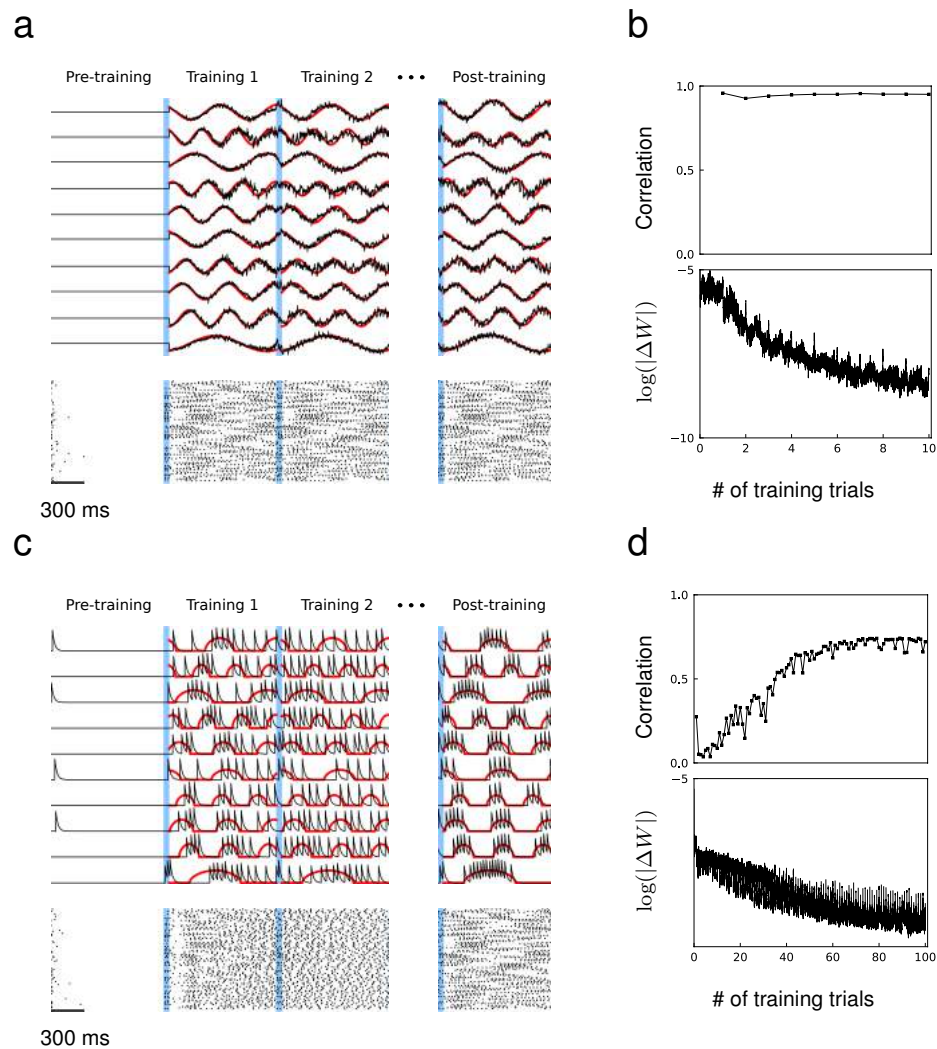 a
Pre-training Training 1 Training 2 ••• Post-training
300 ms
b
1.0
0.5
0.0
Correlation
−5
−10
log(|ΔW|)
0 2 4 6 8 10
# of training trials
c
Pre-training Training 1 Training 2 ••• Post-training
300 ms
d
1.0
0.5
0.0
Correlation
−5
log(|ΔW|)
0 20 40 60 80 100
# of training trials